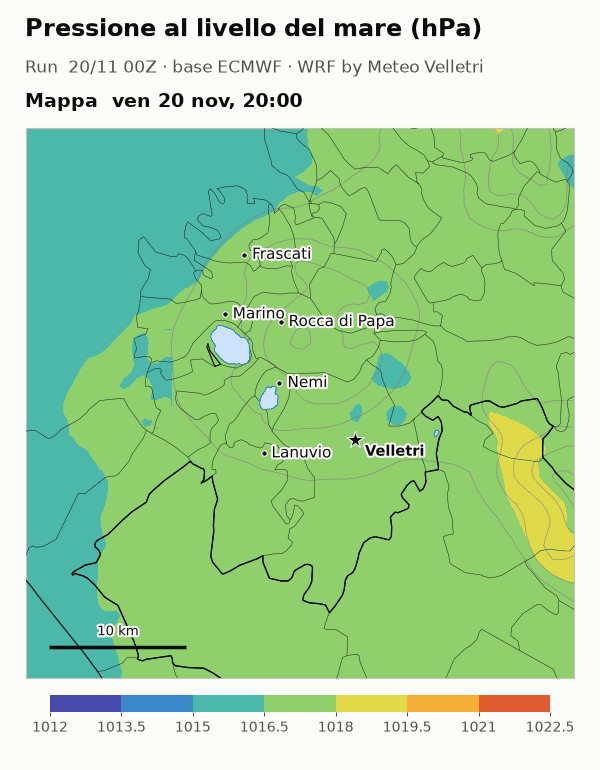 Pressione al livello del mare (hPa)
Run  20/11 00Z · base ECMWF · WRF by Meteo Velletri
Mappa  ven 20 nov, 20:00
Frascati
Marino
Rocca di Papa
Nemi
Velletri
Lanuvio
10 km
1012 1013.5 1015 1016.5 1018 1019.5 1021 1022.5